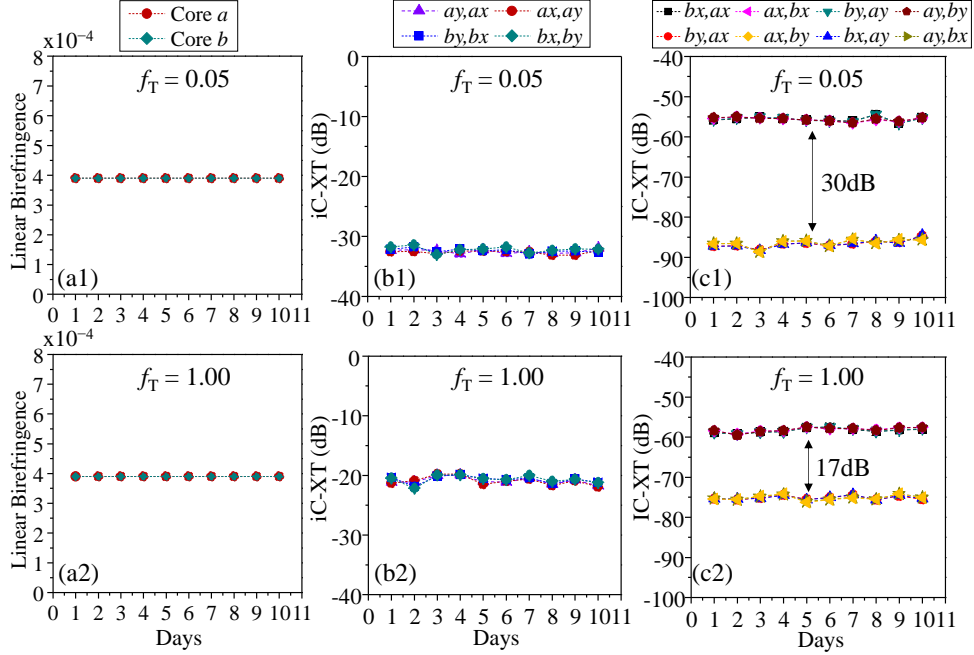 Core a
Core b
ay,ax ax,ay
by,bx bx,by
bx,ax ax,bx by,ay ay,by
by,ax ax,by bx,ay ay,bx
x10⁻⁴
8
7
6
5
4
3
2
1
0
Linear Birefringence
fT = 0.05
(a1)
0 1 2 3 4 5 6 7 8 9 10 11
0
−10
−20
−30
−40
iC-XT (dB)
fT = 0.05
(b1)
0 1 2 3 4 5 6 7 8 9 10 11
-40
-50
-60
-70
-80
-90
-100
IC-XT (dB)
fT = 0.05
30dB
(c1)
0 1 2 3 4 5 6 7 8 9 10 11
x10⁻⁴
8
7
6
5
4
3
2
1
0
Linear Birefringence
fT = 1.00
(a2)
0 1 2 3 4 5 6 7 8 9 10 11
Days
0
−10
−20
−30
−40
iC-XT (dB)
fT = 1.00
(b2)
0 1 2 3 4 5 6 7 8 9 10 11
Days
-40
-50
-60
-70
-80
-90
-100
IC-XT (dB)
fT = 1.00
17dB
(c2)
0 1 2 3 4 5 6 7 8 9 10 11
Days